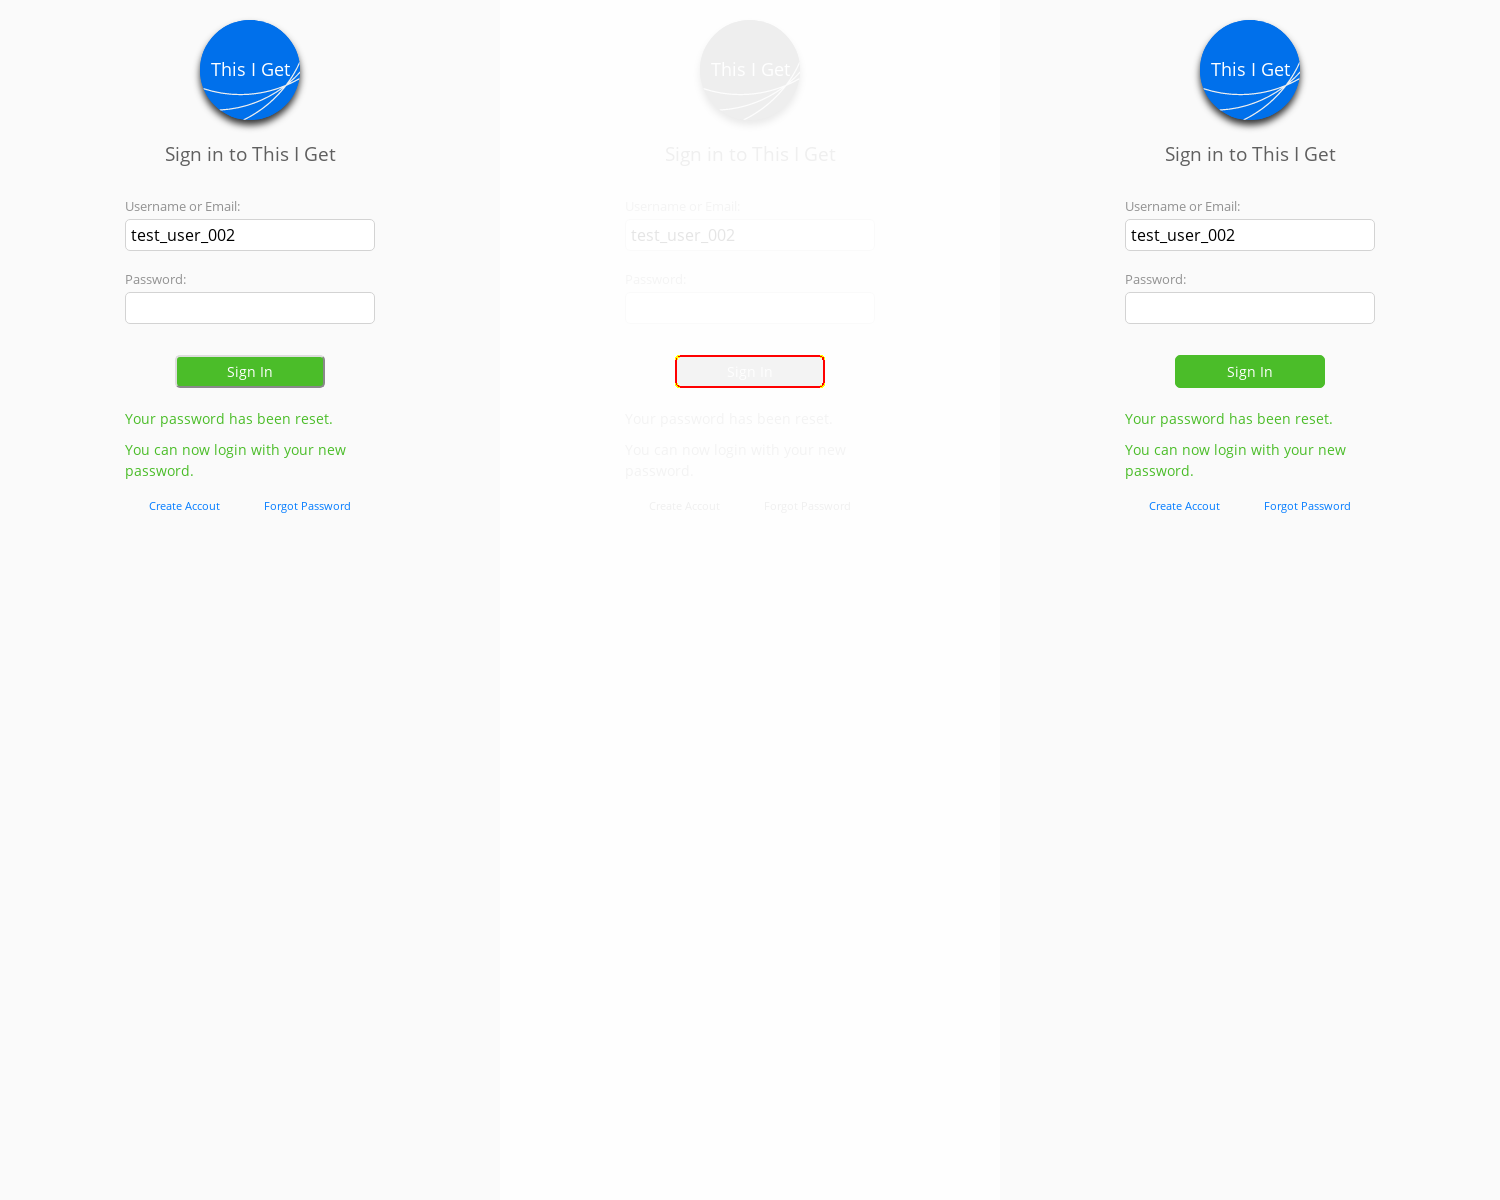 This I Get
Sign in to This I Get
Username or Email:
test_user_002
Password:
Sign In
Your password has been reset.
You can now login with your new
password.
Create Accout
Forgot Password
This I Get
Sign in to This I Get
Username or Email:
test_user_002
Password:
Sign In
Your password has been reset.
You can now login with your new
password.
Create Accout
Forgot Password
This I Get
Sign in to This I Get
Username or Email:
test_user_002
Password:
Sign In
Your password has been reset.
You can now login with your new
password.
Create Accout
Forgot Password